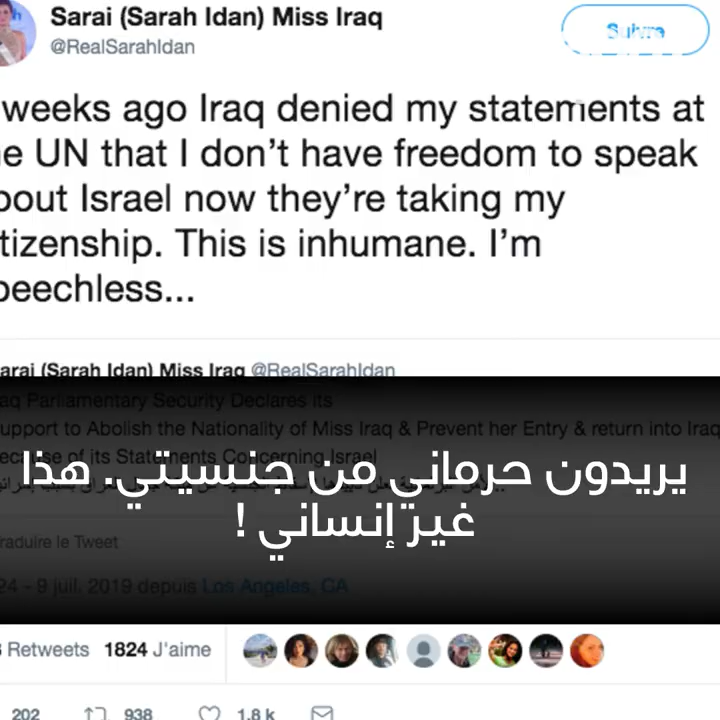 Sarai (Sarah Idan) Miss Iraq
@RealSarahIdan
Suivre
weeks ago Iraq denied my statements at
e UN that I don't have freedom to speak
bout Israel now they're taking my
tizenship. This is inhumane. I'm
peechless...
arai (Sarah Idan) Miss Iraq @RealSarahIdan
aq Parliamentary Security Declares its
upport to Abolish the Nationality of Miss Iraq & Prevent her Entry & return into Iraq
ecause of its Statements Concerning Israel
يريدون حرماني من جنسيتي. هذا
غير إنساني !
raduire le Tweet
24 - 9 juil. 2019 depuis Los Angeles, CA
Retweets 1824 J'aime
202 938 1.8 k